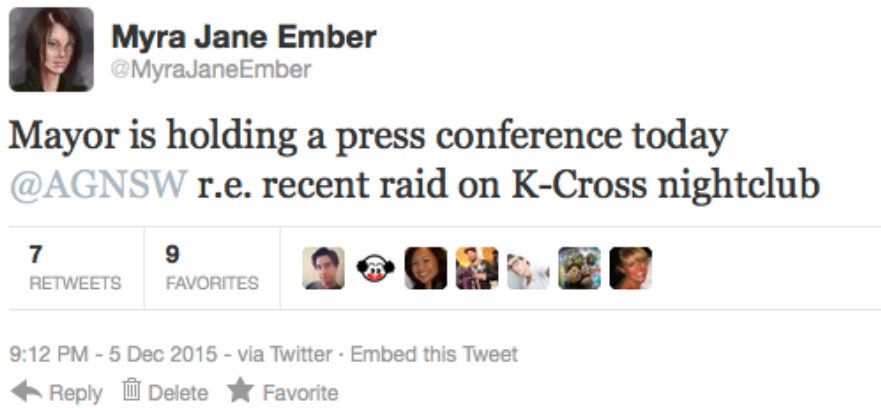 Myra Jane Ember
@MyraJaneEmber
Mayor is holding a press conference today
@AGNSW r.e. recent raid on K-Cross nightclub
7 9
RETWEETS FAVORITES
9:12 PM - 5 Dec 2015 - via Twitter · Embed this Tweet
Reply Delete Favorite